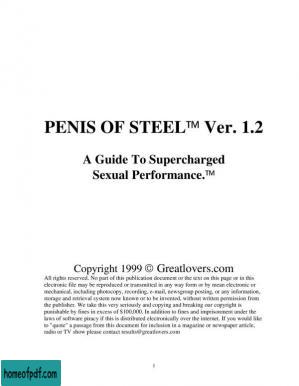 PENIS OF STEEL™ Ver. 1.2
A Guide To Supercharged
Sexual Performance.™
Copyright 1999 © Greatlovers.com
All rights reserved. No part of this publication document or the text on this page or in this
electronic file may be reproduced or transmitted in any way form or by mean electronic or
mechanical, including photocopy, recording, e-mail, newsgroup posting, or any information,
storage and retrieval system now known or to be invented, without written permission from
the publisher. We take this very seriously and copying and breaking our copyright is
punishable by fines in excess of $100,000, In addition to fines and imprisonment under the
laws of software piracy if this is distributed electronically over the internet. If you would like
to "quote" a passage from this document for inclusion in a magazine or newspaper article,
radio or TV show please contact results@greatlovers.com
1
homeofpdf.com